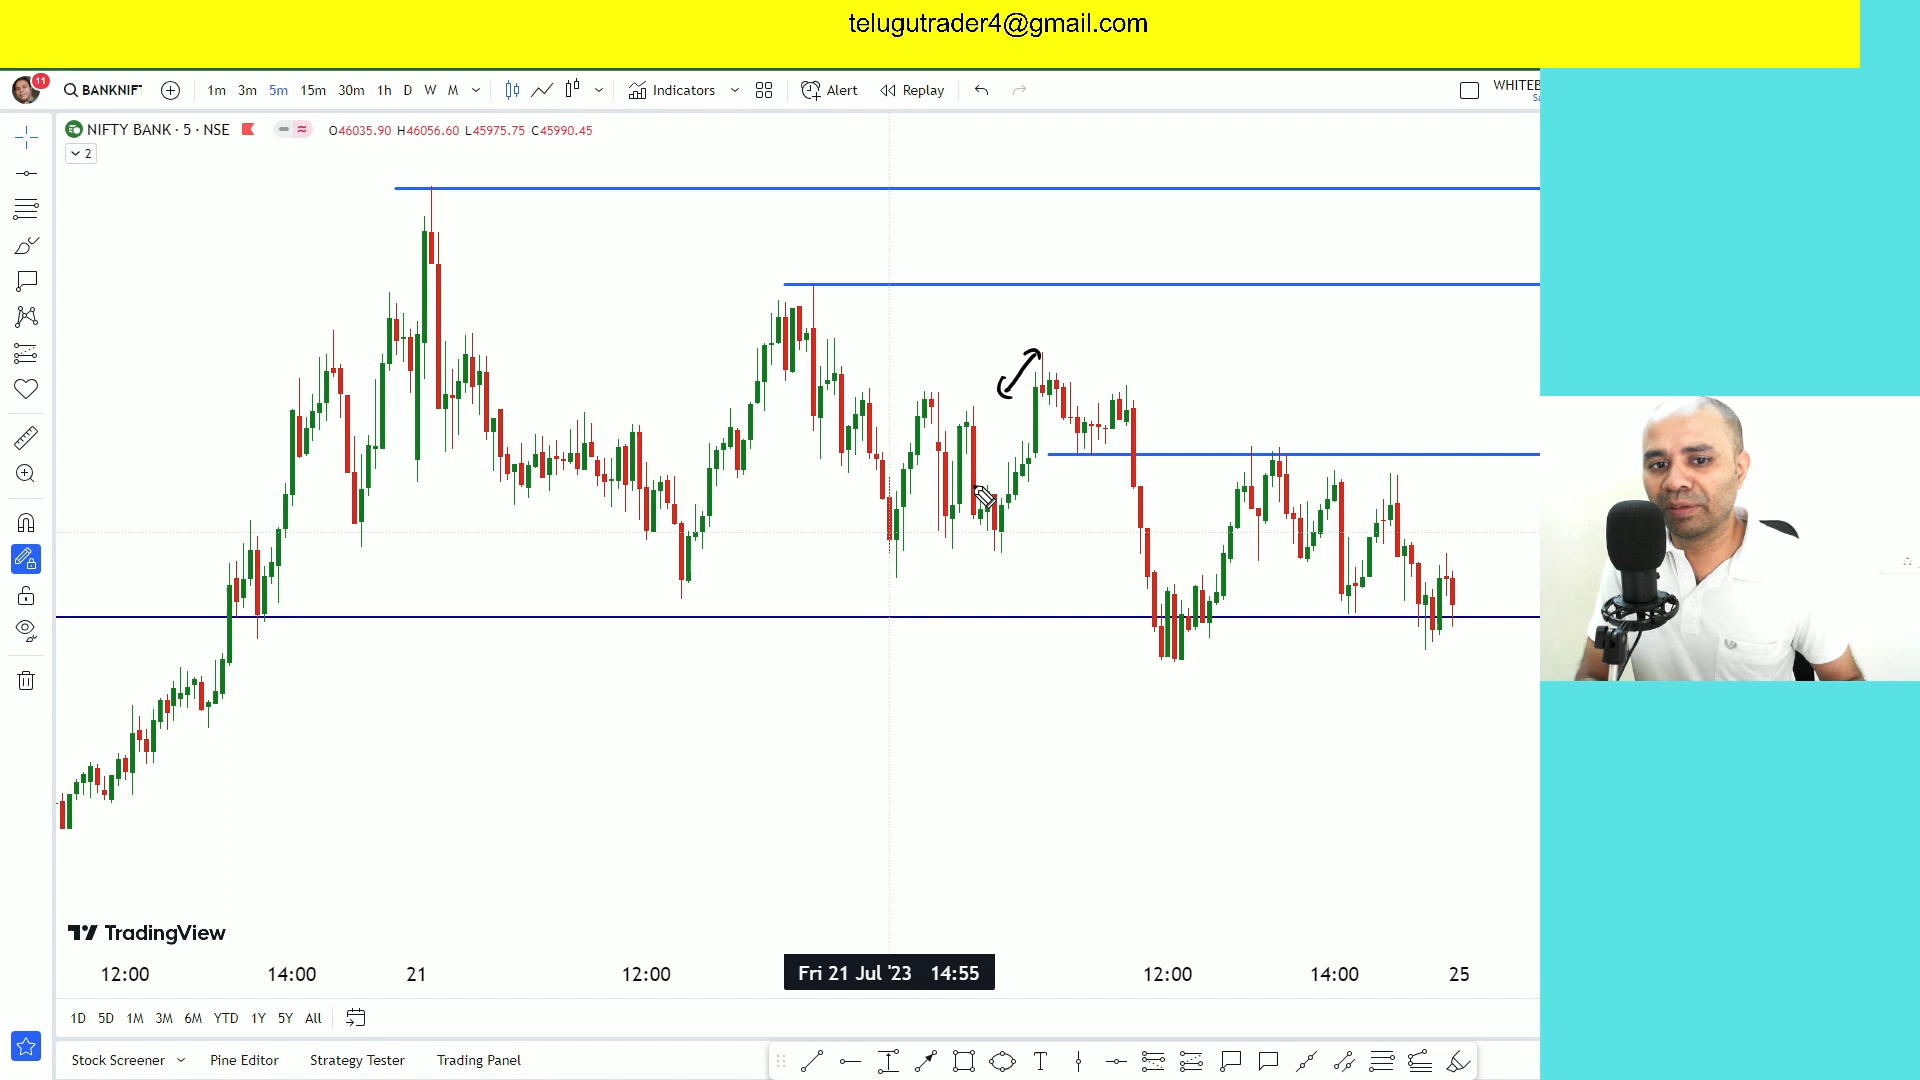 telugutrader4@gmail.com
11
BANKNIF
1m 3m 5m 15m 30m 1h D W M
Indicators
Alert
Replay
WHITEB
NIFTY BANK · 5 · NSE
O46035.90 H46056.60 L45975.75 C45990.45
2
TradingView
12:00 14:00 21 12:00 Fri 21 Jul '23 14:55 12:00 14:00 25
1D 5D 1M 3M 6M YTD 1Y 5Y All
Stock Screener Pine Editor Strategy Tester Trading Panel